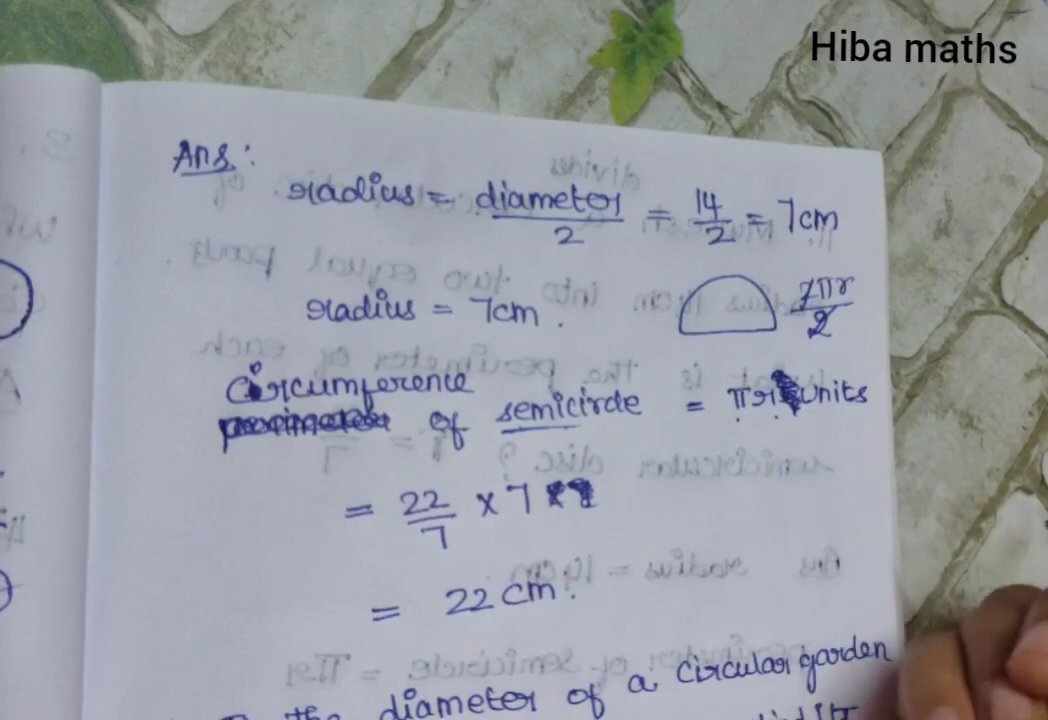 Hiba maths
Ans:
radius = diameter/2 = 14/2 = 7cm
radius = 7cm.
2πr/2
Circumference
of semicircle = πr units
= 22/7 × 7
= 22 cm.
the diameter of a circular garden